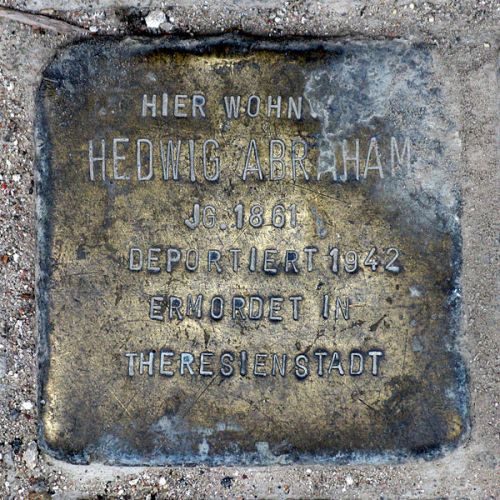 HIER WOHN
HEDWIG ABRAHAM
JG. 1861
DEPORTIERT 1942
ERMORDET IN
THERESIENSTADT